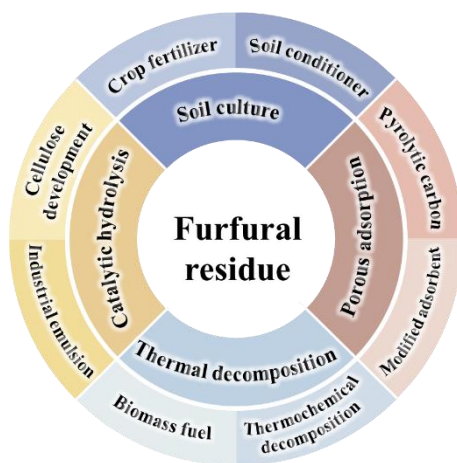 Crop fertilizer
Soil conditioner
Soil culture
Cellulose
development
Catalytic hydrolysis
Industrial emulsion
Furfural
residue
Porous adsorption
Pyrolytic carbon
Modified adsorbent
Thermal decomposition
Biomass fuel
Thermochemical
decomposition